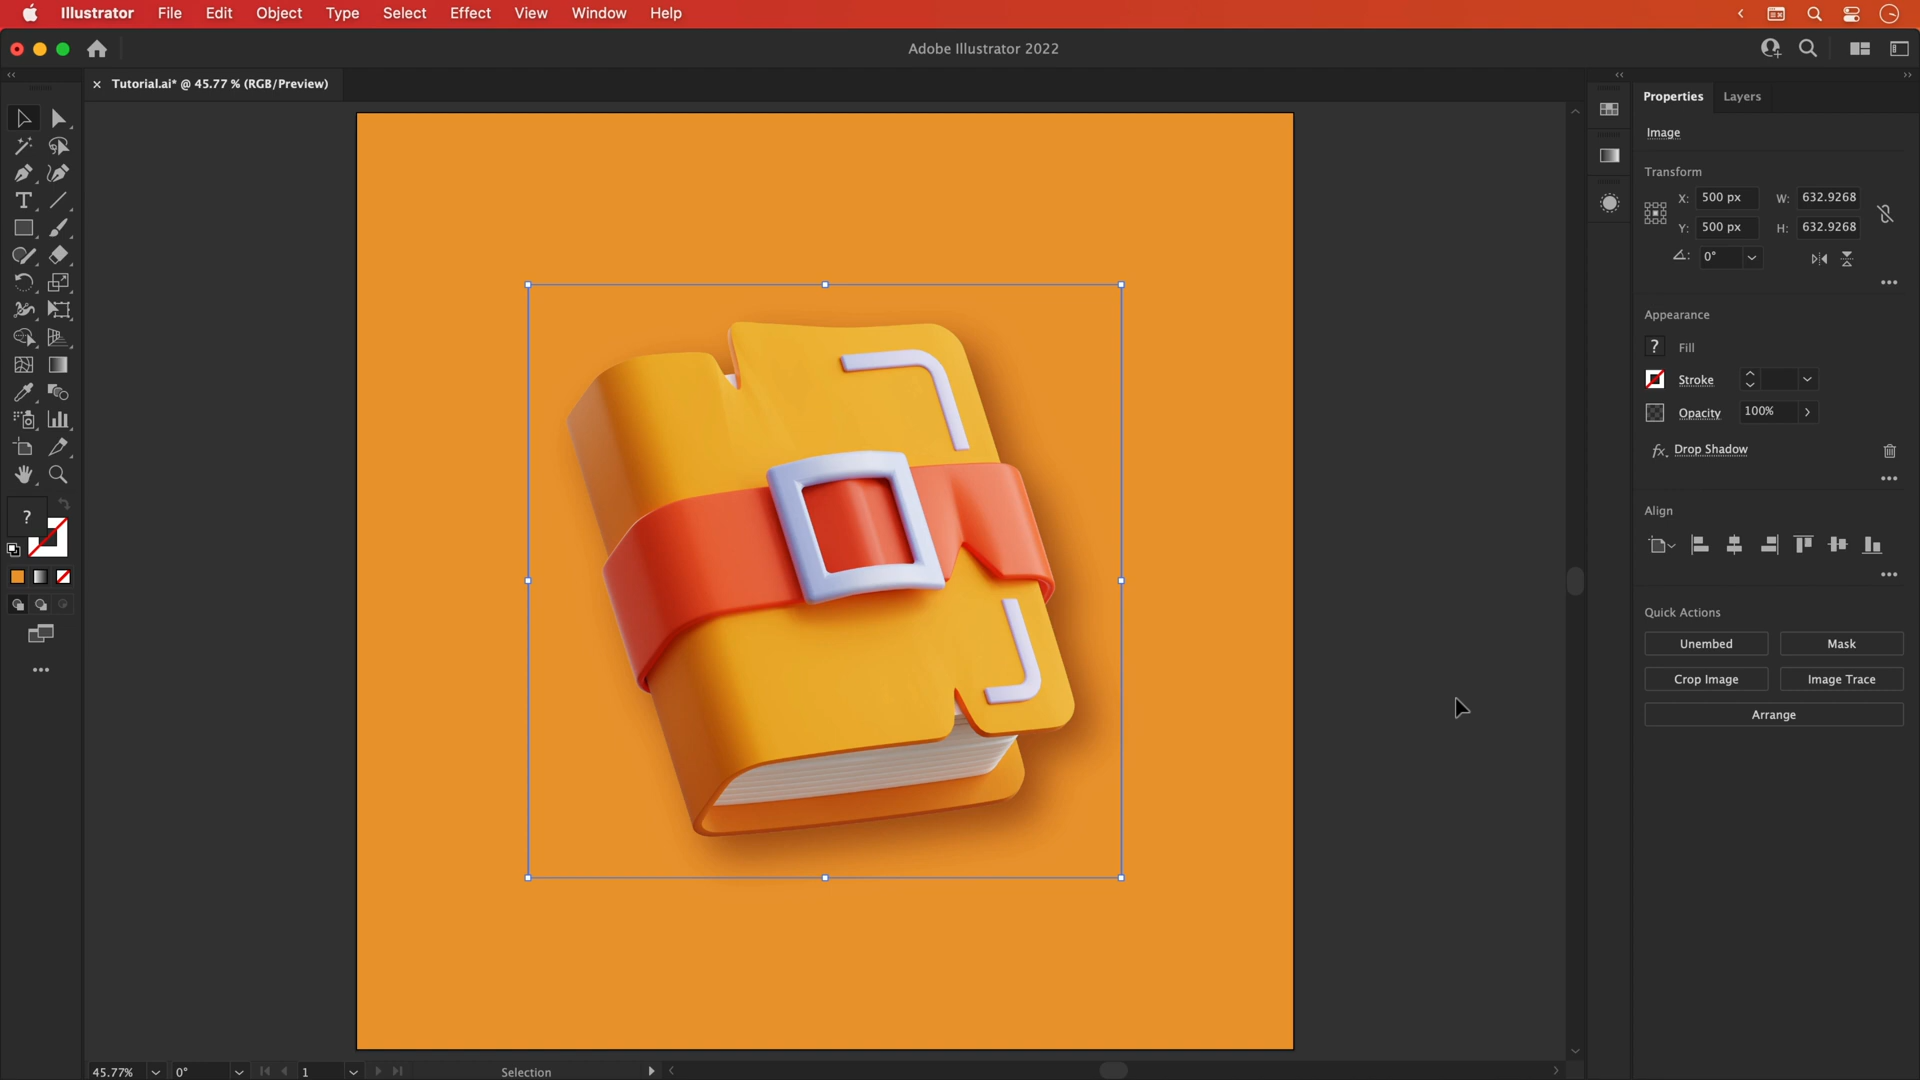 Illustrator File Edit Object Type Select Effect View Window Help
Adobe Illustrator 2022
× Tutorial.ai* @ 45.77 % (RGB/Preview)
Properties Layers
Image
Transform
X: 500 px W: 632.9268
Y: 500 px H: 632.9268
0°
Appearance
? Fill
Stroke
Opacity 100%
fx. Drop Shadow
?
Align
Quick Actions
Unembed Mask
Crop Image Image Trace
Arrange
45.77% 0° 1 Selection